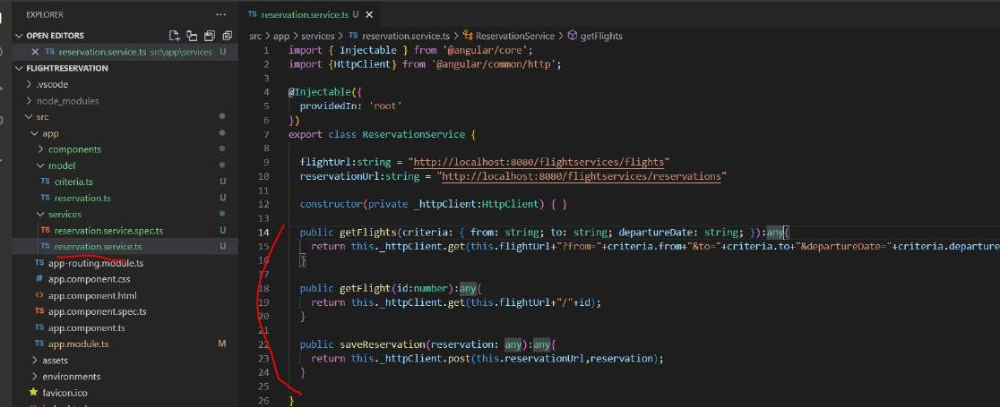 EXPLORER
OPEN EDITORS
TS reservation.service.ts src\app\services U
FLIGHTRESERVATION
.vscode
node_modules
src
app
components
model
TS criteria.ts U
TS reservation.ts U
services
TS reservation.service.spec.ts U
TS reservation.service.ts U
TS app-routing.module.ts
# app.component.css
<> app.component.html
TS app.component.spec.ts
TS app.component.ts
TS app.module.ts M
assets
environments
favicon.ico
TS reservation.service.ts U
src > app > services > TS reservation.service.ts > ReservationService > getFlights
1 import { Injectable } from '@angular/core';
2 import {HttpClient} from '@angular/common/http';
3
4 @Injectable({
5 providedIn: 'root'
6 })
7 export class ReservationService {
8
9 flightUrl:string = "http://localhost:8080/flightservices/flights"
10 reservationUrl:string = "http://localhost:8080/flightservices/reservations"
11
12 constructor(private _httpClient:HttpClient) { }
13
14 public getFlights(criteria: { from: string; to: string; departureDate: string; }):any{
15 return this._httpClient.get(this.flightUrl+"?from="+criteria.from+"&to="+criteria.to+"&departureDate="+criteria.departure
16 }
17
18 public getFlight(id:number):any{
19 return this._httpClient.get(this.flightUrl+"/"+id);
20 }
21
22 public saveReservation(reservation: any):any{
23 return this._httpClient.post(this.reservationUrl,reservation);
24 }
25
26 }